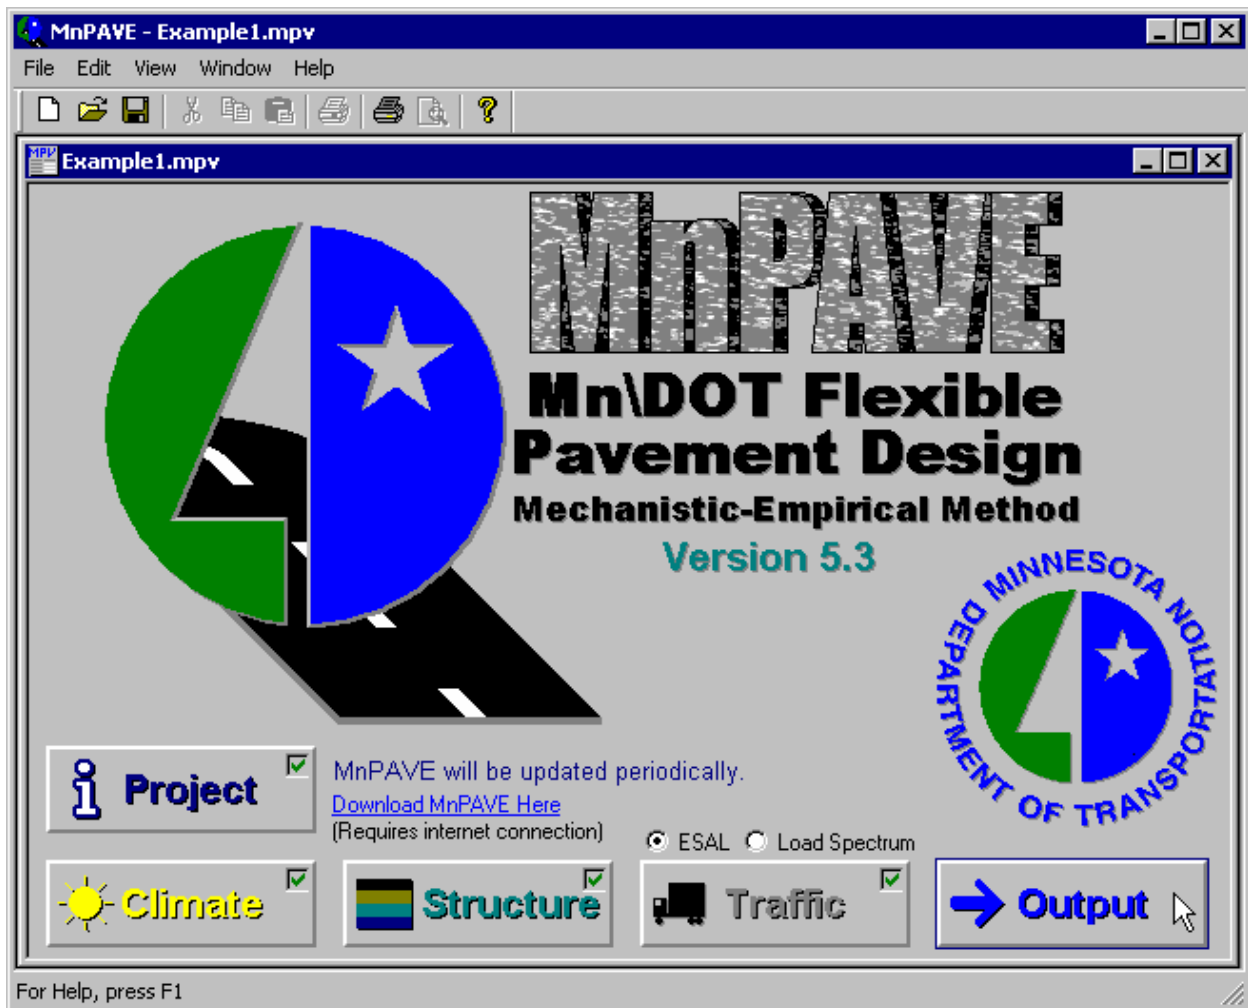 MnPAVE - Example1.mpv
File Edit View Window Help
MPV Example1.mpv
MnPAVE
Mn\DOT Flexible
Pavement Design
Mechanistic-Empirical Method
Version 5.3
MINNESOTA DEPARTMENT OF TRANSPORTATION
Project
MnPAVE will be updated periodically.
Download MnPAVE Here
(Requires internet connection)
ESAL Load Spectrum
Climate
Structure
Traffic
Output
For Help, press F1